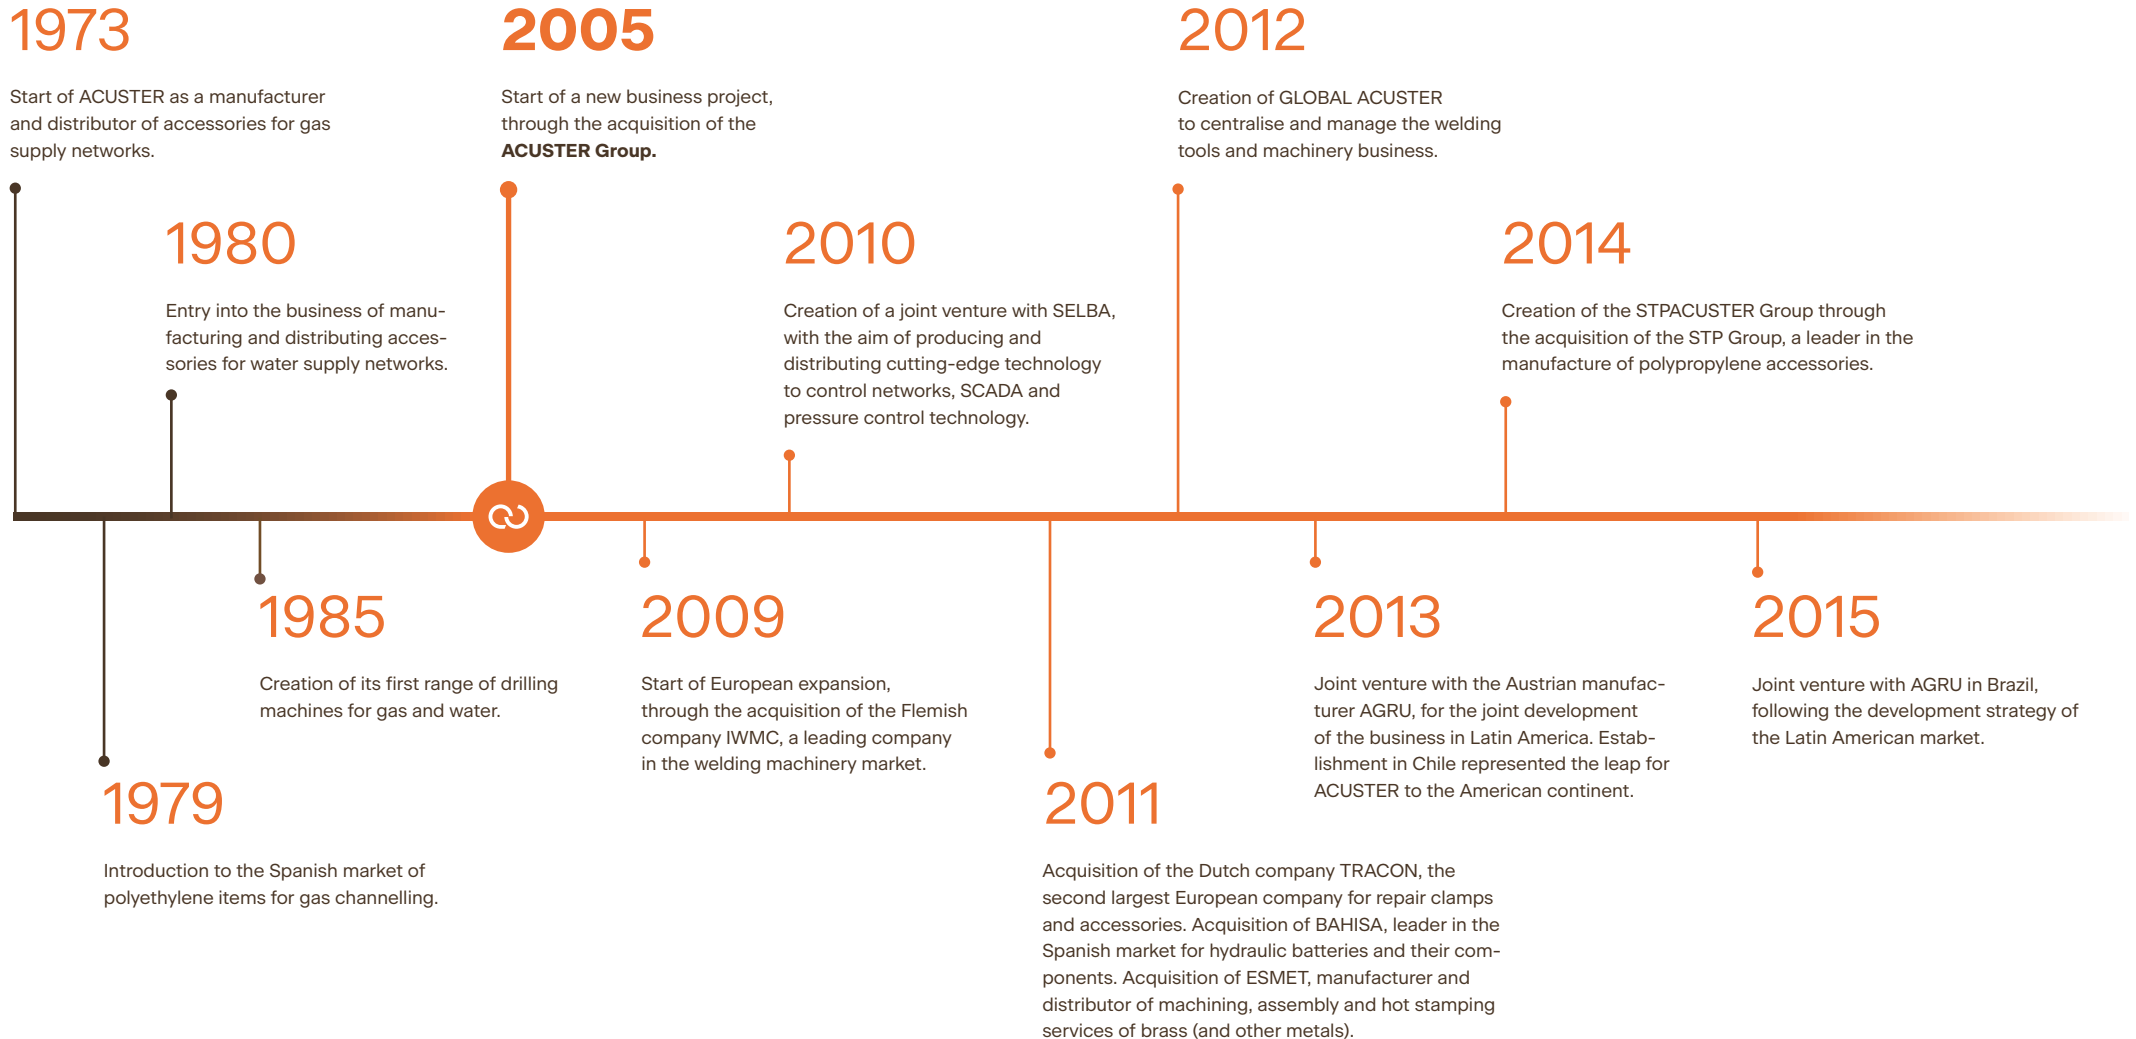 1973
Start of ACUSTER as a manufacturer
and distributor of accessories for gas
supply networks.
2005
Start of a new business project,
through the acquisition of the
ACUSTER Group.
2012
Creation of GLOBAL ACUSTER
to centralise and manage the welding
tools and machinery business.
1980
Entry into the business of manu-
facturing and distributing acces-
sories for water supply networks.
2010
Creation of a joint venture with SELBA,
with the aim of producing and
distributing cutting-edge technology
to control networks, SCADA and
pressure control technology.
2014
Creation of the STPACUSTER Group through
the acquisition of the STP Group, a leader in the
manufacture of polypropylene accessories.
1985
Creation of its first range of drilling
machines for gas and water.
2009
Start of European expansion,
through the acquisition of the Flemish
company IWMC, a leading company
in the welding machinery market.
2013
Joint venture with the Austrian manufac-
turer AGRU, for the joint development
of the business in Latin America. Estab-
lishment in Chile represented the leap for
ACUSTER to the American continent.
2015
Joint venture with AGRU in Brazil,
following the development strategy of
the Latin American market.
1979
Introduction to the Spanish market of
polyethylene items for gas channelling.
2011
Acquisition of the Dutch company TRACON, the
second largest European company for repair clamps
and accessories. Acquisition of BAHISA, leader in the
Spanish market for hydraulic batteries and their com-
ponents. Acquisition of ESMET, manufacturer and
distributor of machining, assembly and hot stamping
services of brass (and other metals).